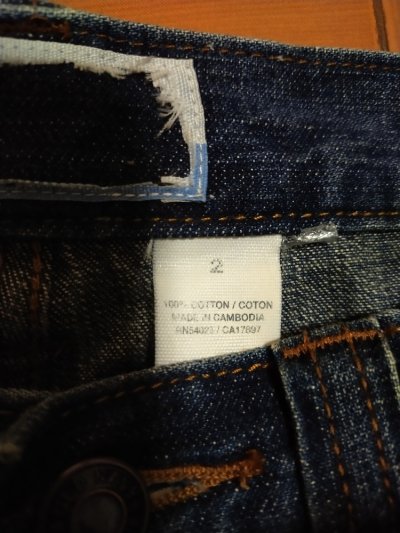 2
100% COTTON / COTON
MADE IN CAMBODIA
RN54023 / CA17897